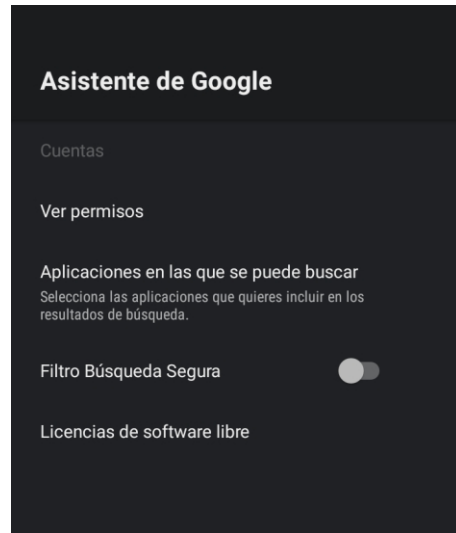 Asistente de Google
Cuentas
Ver permisos
Aplicaciones en las que se puede buscar
Selecciona las aplicaciones que quieres incluir en los
resultados de búsqueda.
Filtro Búsqueda Segura
Licencias de software libre